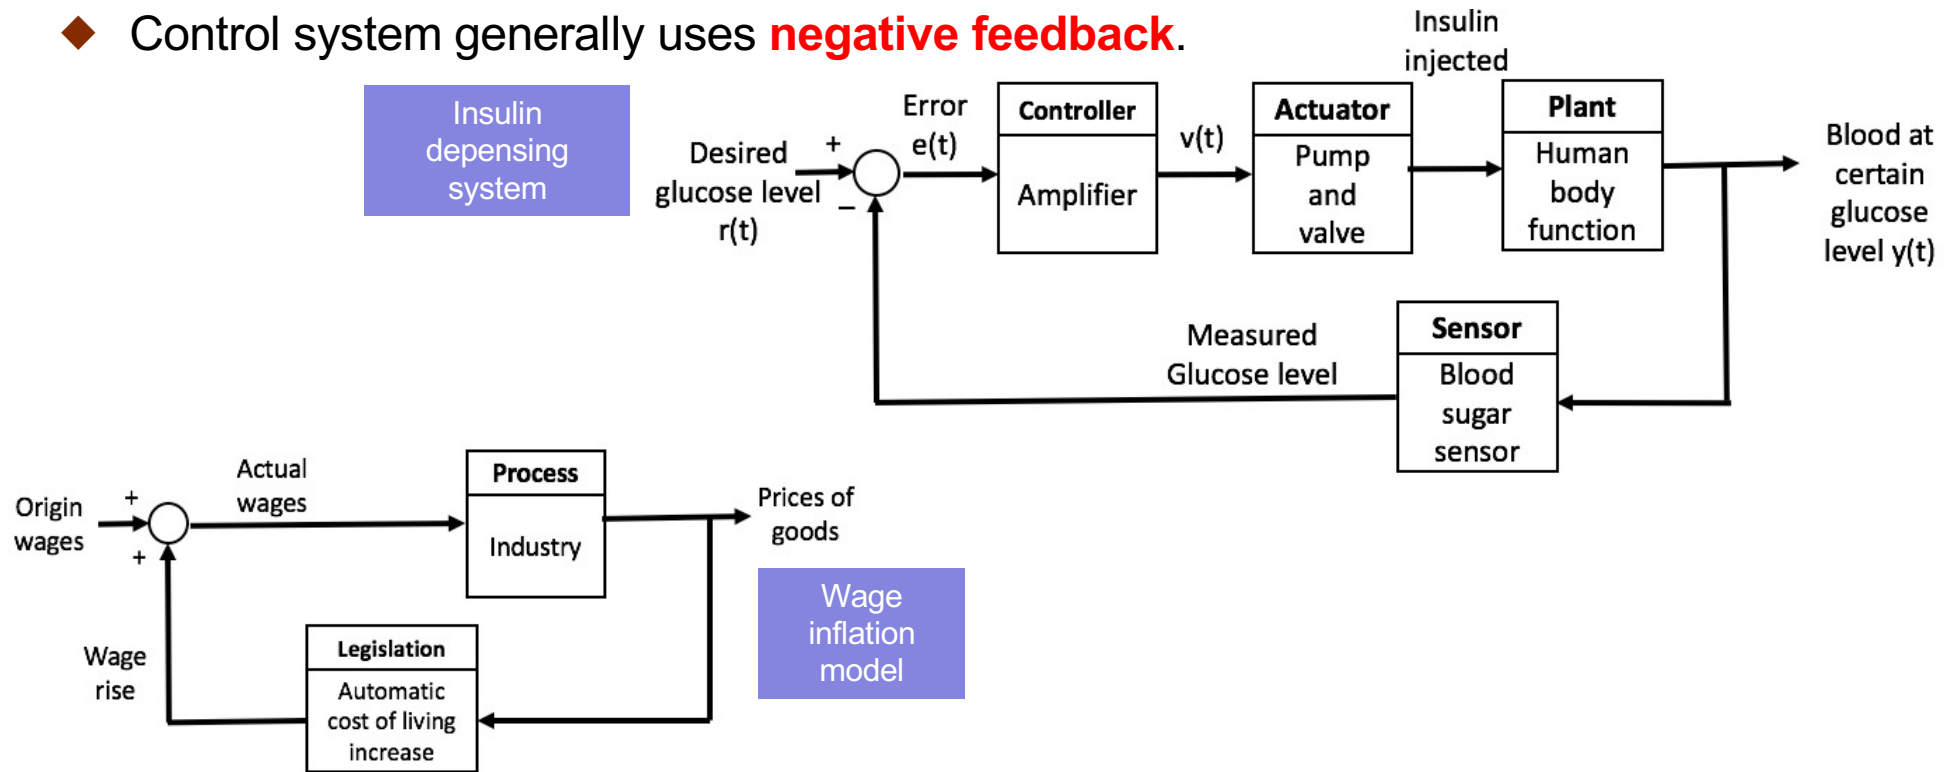 ◆ Control system generally uses negative feedback.
Insulin
depensing
system
Desired
glucose level
r(t)
+
–
Error
e(t)
Controller
Amplifier
v(t)
Actuator
Pump
and
valve
Insulin
injected
Plant
Human
body
function
Blood at
certain
glucose
level y(t)
Sensor
Blood
sugar
sensor
Measured
Glucose level
Origin
wages
+
+
Actual
wages
Process
Industry
Prices of
goods
Wage
inflation
model
Legislation
Automatic
cost of living
increase
Wage
rise